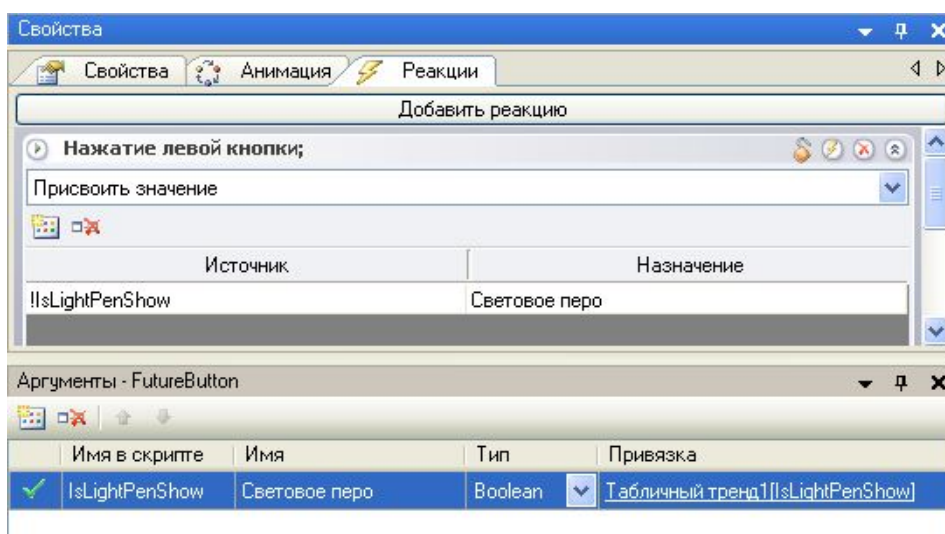 Свойства
Свойства Анимация Реакции
Добавить реакцию
Нажатие левой кнопки;
Присвоить значение
Источник Назначение
!IsLightPenShow Световое перо
Аргументы - FutureButton
Имя в скрипте Имя Тип Привязка
IsLightPenShow Световое перо Boolean Табличный тренд1[IsLightPenShow]